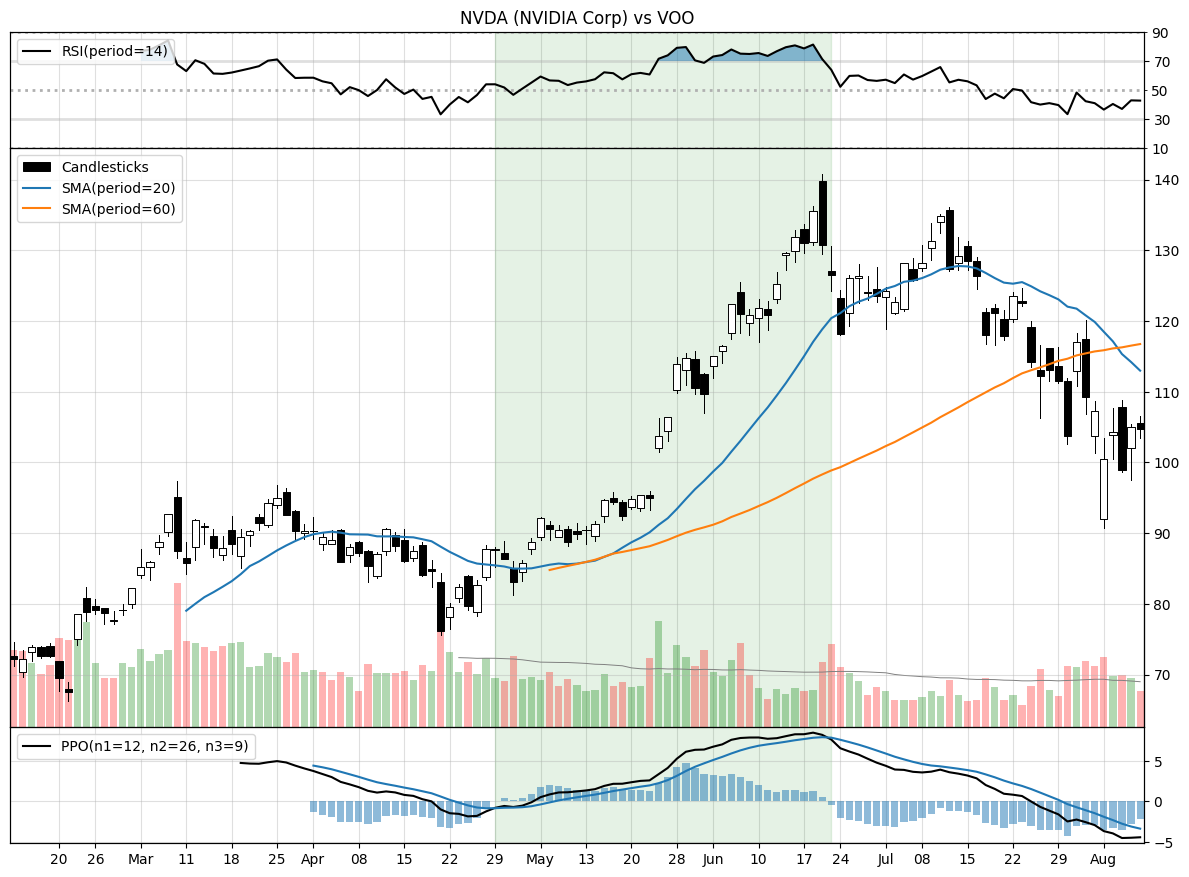 NVDA (NVIDIA Corp) vs VOO
RSI(period=14)
90
70
50
30
10
Candlesticks
SMA(period=20)
SMA(period=60)
140
130
120
110
100
90
80
70
PPO(n1=12, n2=26, n3=9)
5
0
−5
20 26 Mar 11 18 25 Apr 08 15 22 29 May 13 20 28 Jun 10 17 24 Jul 08 15 22 29 Aug